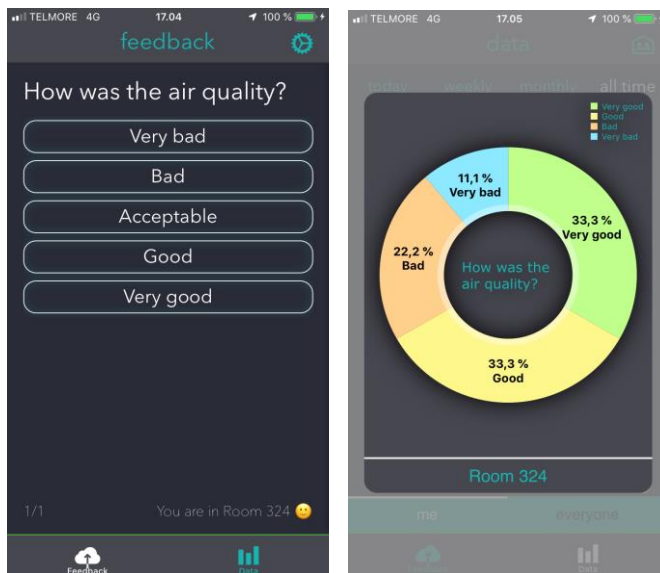 TELMORE 4G 17.04 100 %
feedback
How was the air quality?
Very bad
Bad
Acceptable
Good
Very good
1/1 You are in Room 324
Feedback Data
TELMORE 4G 17.05 100 %
data
today weekly monthly all time
Very good
Good
Bad
Very bad
11,1 %
Very bad
33,3 %
Very good
22,2 %
Bad
How was the
air quality?
33,3 %
Good
Room 324
me everyone
Feedback Data